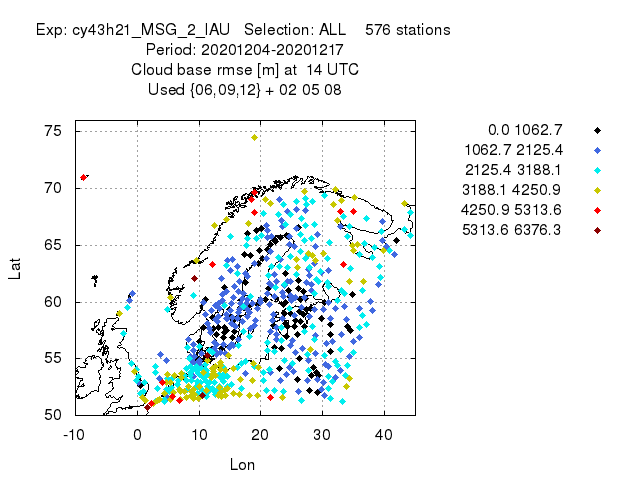 Exp: cy43h21_MSG_2_IAU   Selection: ALL    576 stations
Period: 20201204-20201217
Cloud base rmse [m] at  14 UTC
Used {06,09,12} + 02 05 08
75
70
65
60
55
50
Lat
-10 0 10 20 30 40
Lon
0.0 1062.7
1062.7 2125.4
2125.4 3188.1
3188.1 4250.9
4250.9 5313.6
5313.6 6376.3